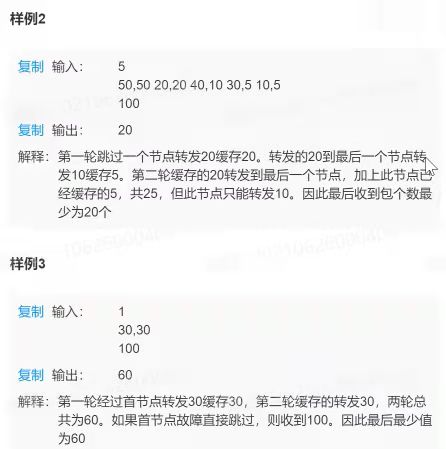 样例2
复制 输入： 5
50,50 20,20 40,10 30,5 10,5
100
复制 输出： 20
解释： 第一轮跳过一个节点转发20缓存20。转发的20到最后一个节点转
发10缓存5。第二轮缓存的20转发到最后一个节点，加上此节点已
经缓存的5，共25，但此节点只能转发10。因此最后收到包个数最
少为20个
样例3
复制 输入： 1
30,30
100
复制 输出： 60
解释： 第一轮经过首节点转发30缓存30，第二轮缓存的转发30，两轮总
共为60。如果首节点故障直接跳过，则收到100。因此最后最少值
为60